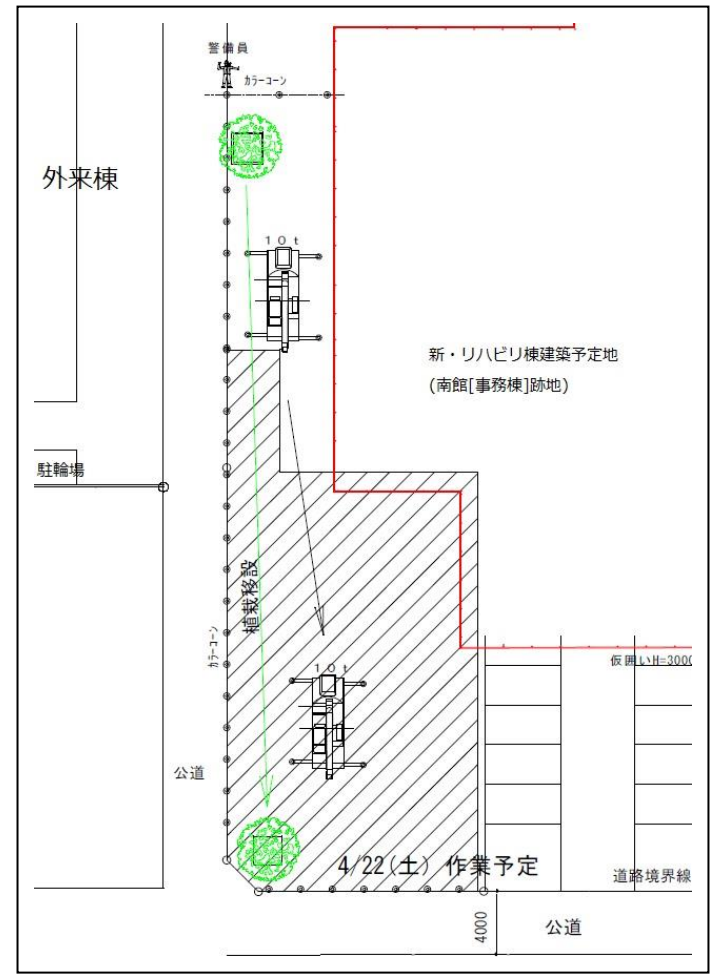 警備員
カラーコーン
外来棟
10t
新・リハビリ棟建築予定地
(南館[事務棟]跡地)
駐輪場
植栽移設
カラーコーン
10t
仮囲いH=3000
公道
4/22(土) 作業予定
道路境界線
4000
公道